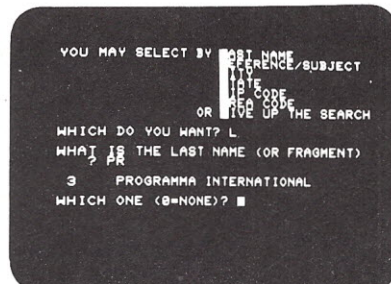 YOU MAY SELECT BY AST NAME
EFERENCE/SUBJECT
ITY
TATE
IP CODE
REA CODE
OR IVE UP THE SEARCH
WHICH DO YOU WANT? L
WHAT IS THE LAST NAME (OR FRAGMENT)
? PR
3 PROGRAMMA INTERNATIONAL
WHICH ONE (0=NONE)?